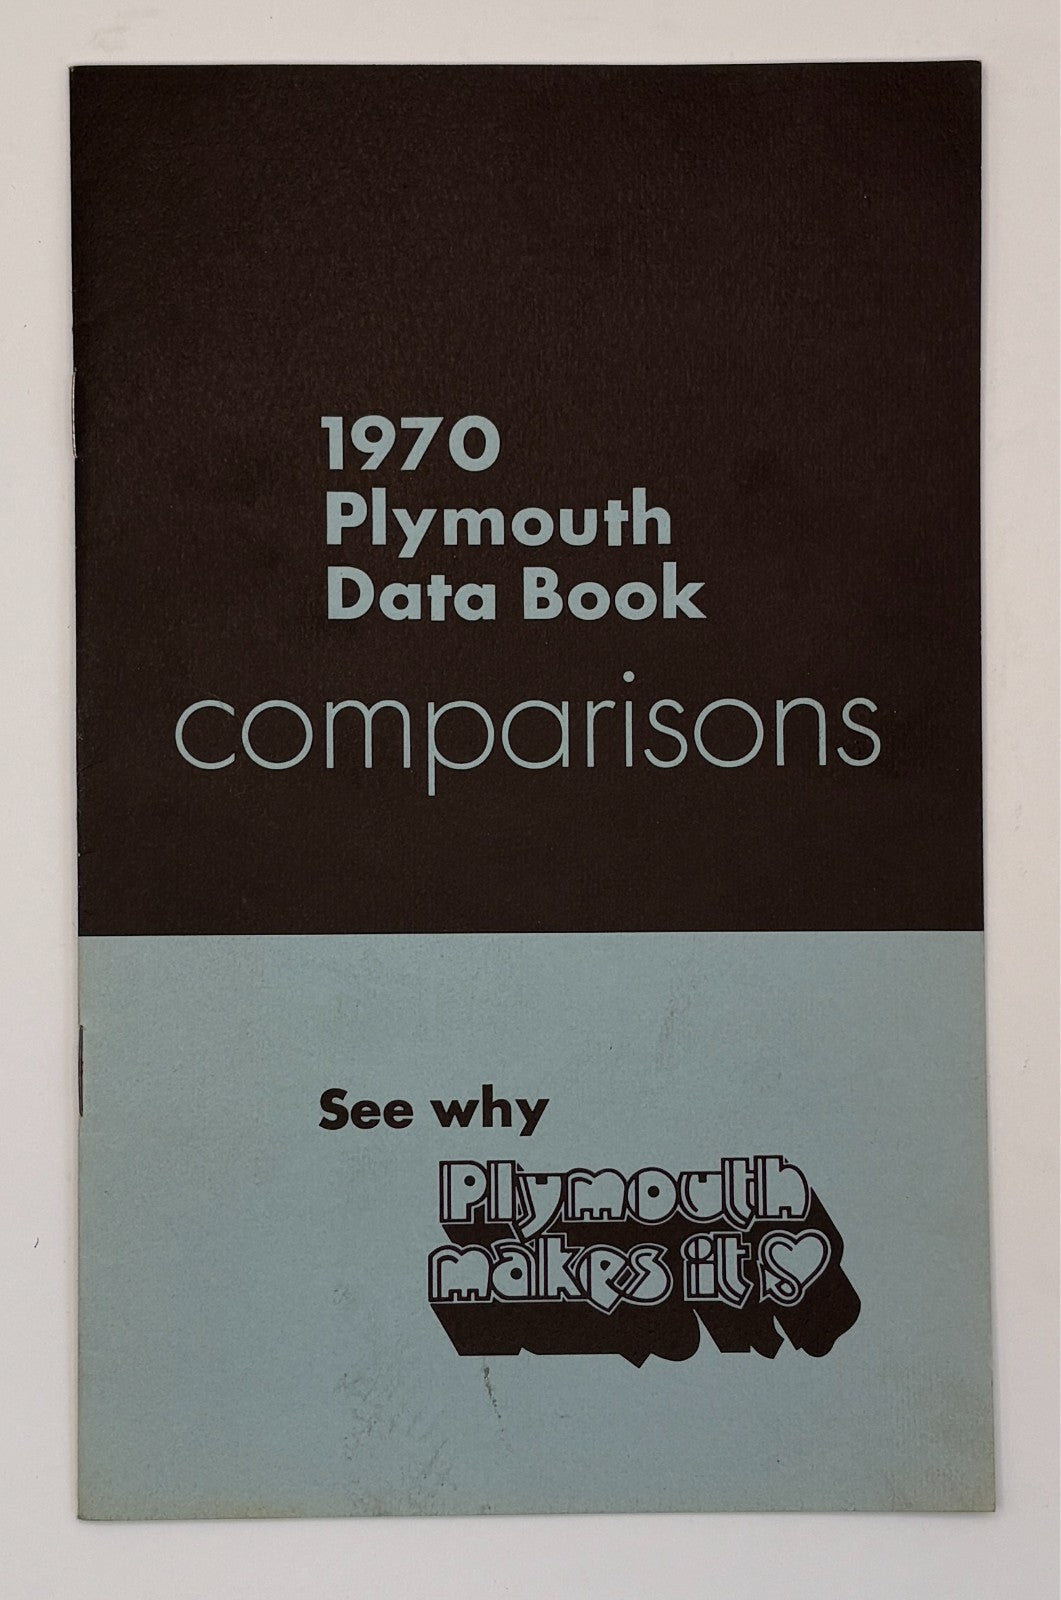 1970
Plymouth
Data Book
comparisons
See why
Plymouth
makes it